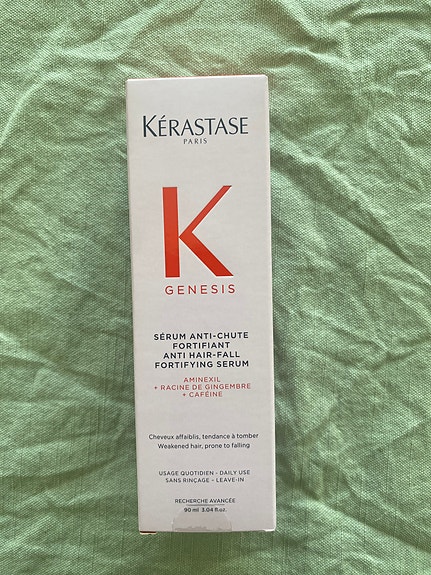 KÉRASTASE
PARIS
K
GENESIS
SÉRUM ANTI-CHUTE
FORTIFIANT
ANTI HAIR-FALL
FORTIFYING SERUM
AMINEXIL
+ RACINE DE GINGEMBRE
+ CAFÉINE
Cheveux affaiblis, tendance à tomber
Weakened hair, prone to falling
USAGE QUOTIDIEN - DAILY USE
SANS RINÇAGE - LEAVE-IN
RECHERCHE AVANCÉE
90 ml 3.04 fl.oz.